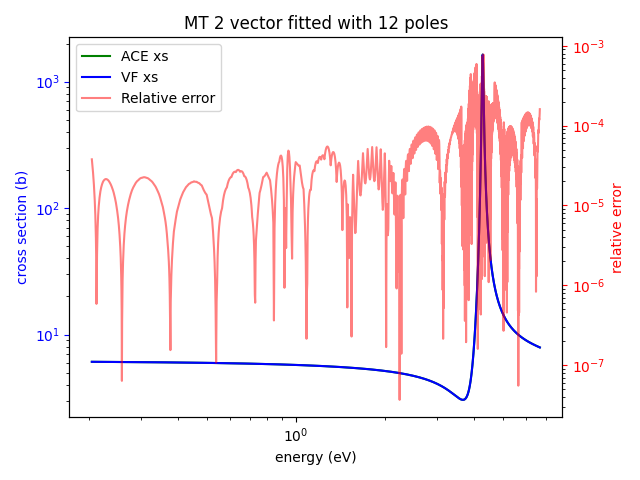 MT 2 vector fitted with 12 poles
ACE xs
VF xs
Relative error
cross section (b)
10³
10²
10¹
10⁻³
10⁻⁴
10⁻⁵
10⁻⁶
10⁻⁷
relative error
10⁰
energy (eV)